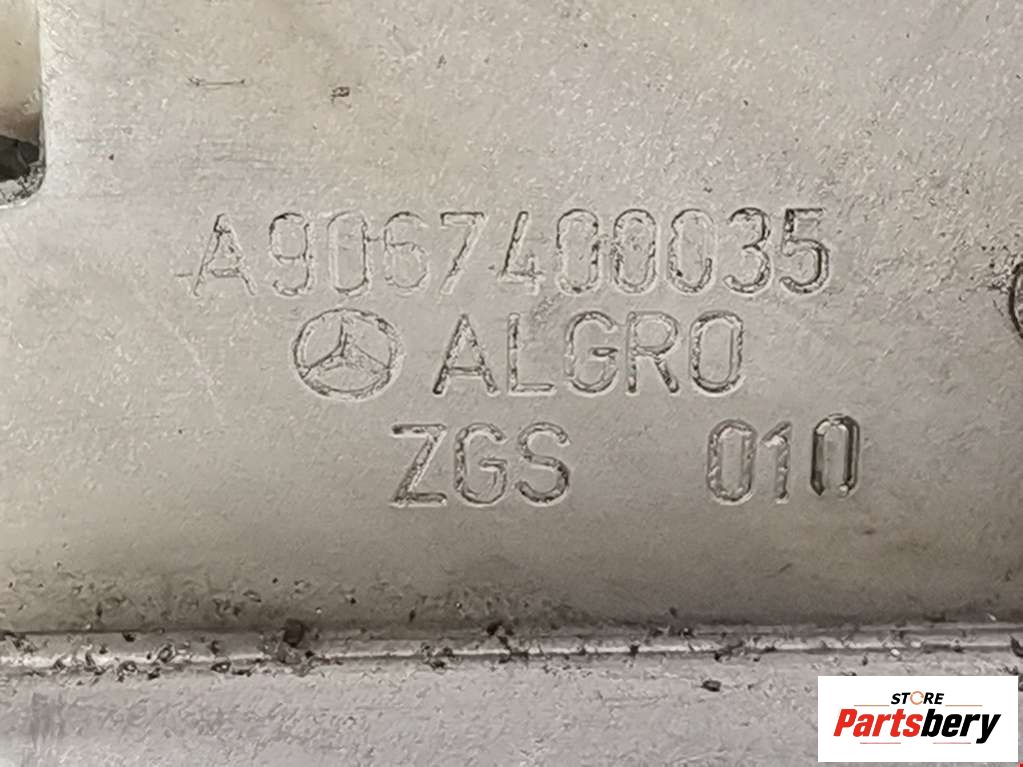 A9067400035
ALGRO
ZGS 010
STORE
Partsbery